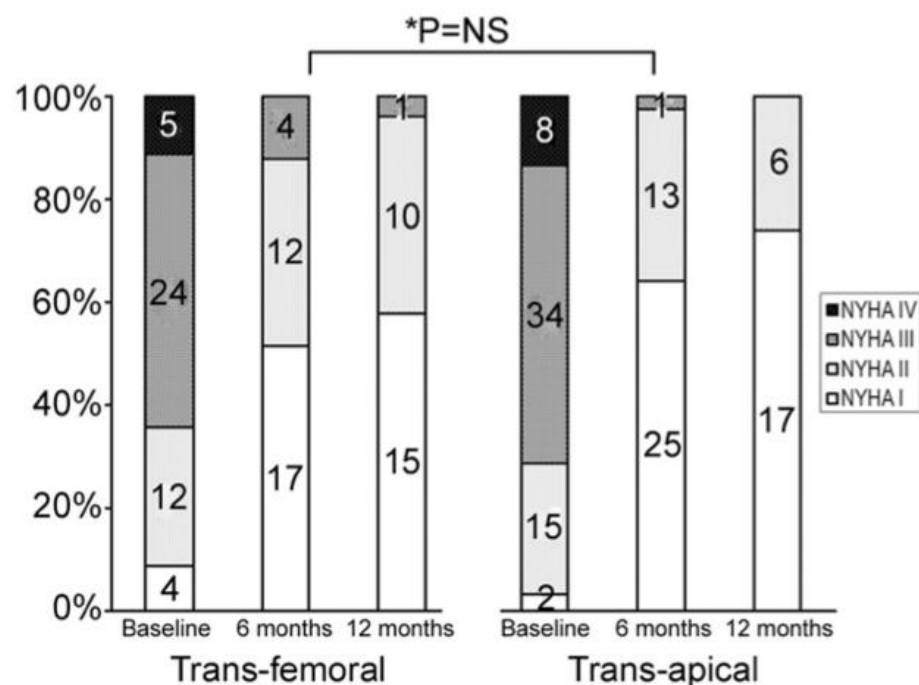 *P=NS
100%
80%
60%
40%
20%
0%
5
24
12
4
4
12
17
1
10
15
8
34
15
2
1
13
25
6
17
Baseline 6 months 12 months
Baseline 6 months 12 months
Trans-femoral
Trans-apical
NYHA IV
NYHA III
NYHA II
NYHA I